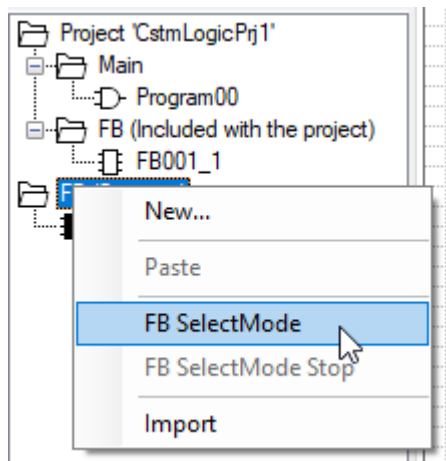 Project 'CstmLogicPrj1'
Main
Program00
FB (Included with the project)
FB001_1
New...
Paste
FB SelectMode
FB SelectMode Stop
Import